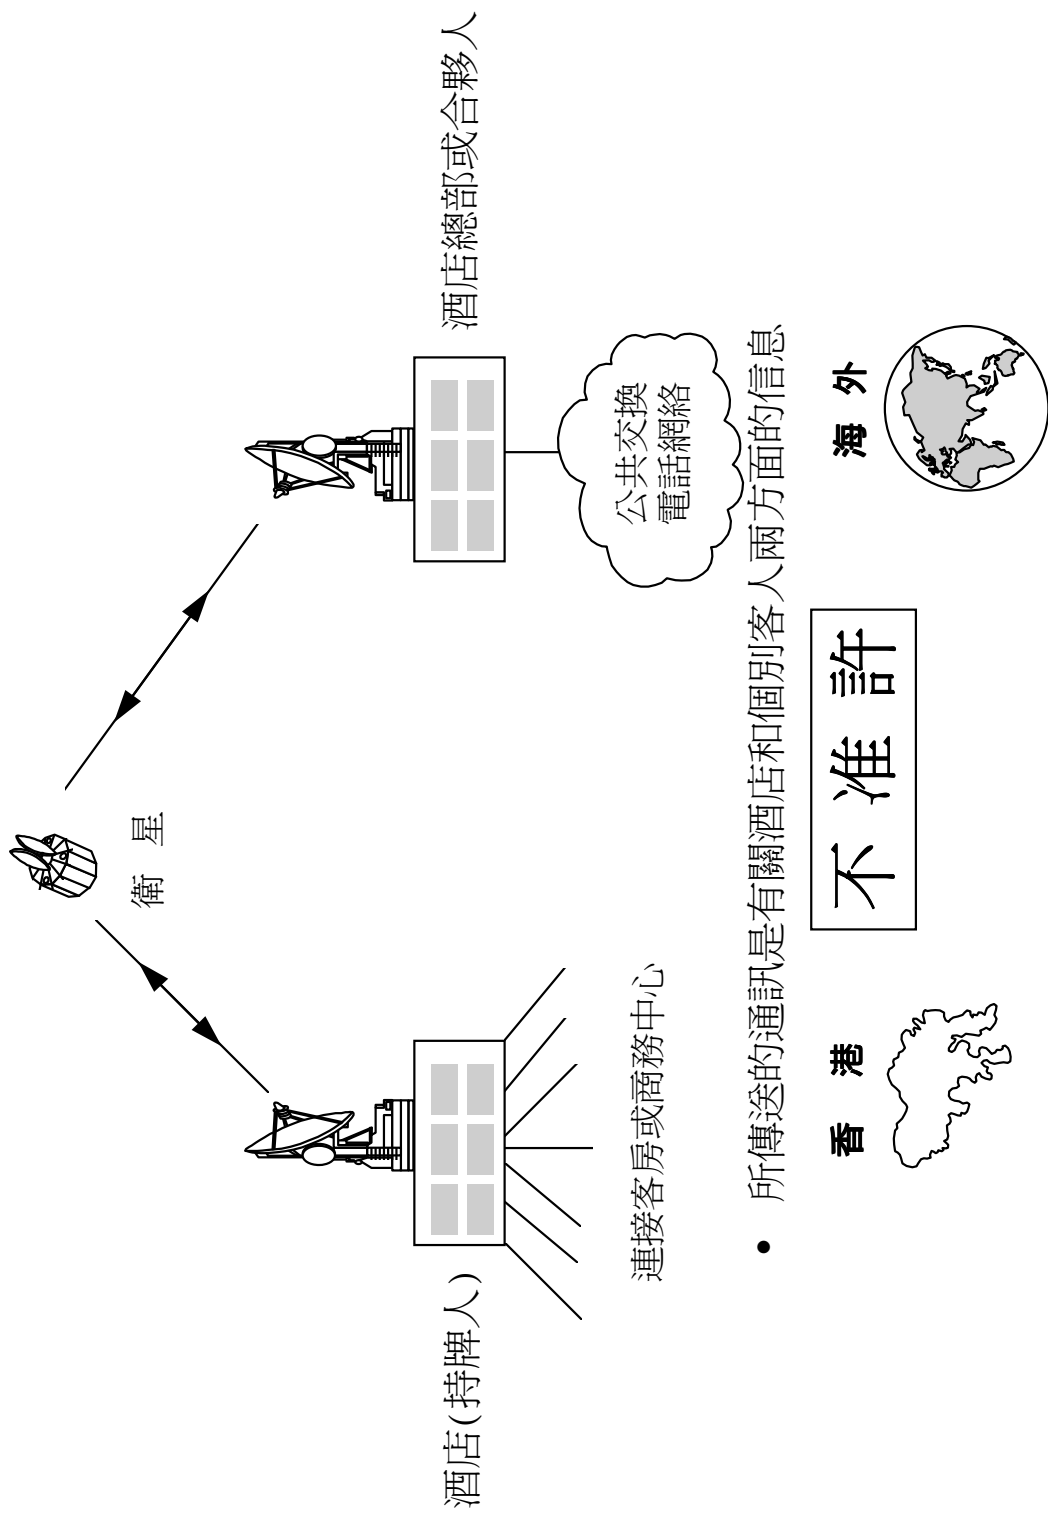 衛 星
酒店(持牌人)
酒店總部或合夥人
公共交換
電話網絡
連接客房或商務中心
• 所傳送的通訊是有關酒店和個別客人兩方面的信息
香 港
不 准 許
海 外